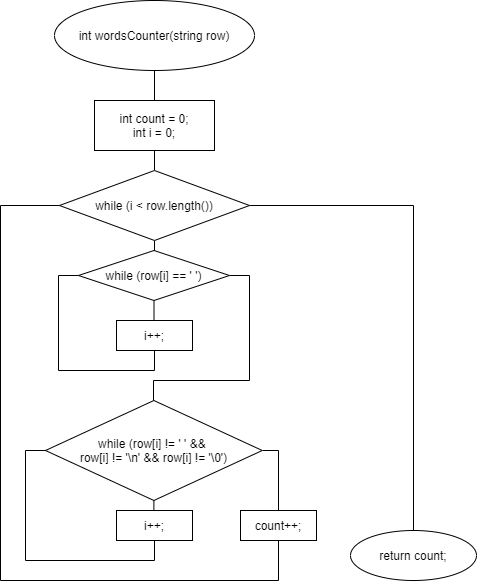 int wordsCounter(string row)
int count = 0;
int i = 0;
while (i < row.length())
while (row[i] == ' ')
i++;
while (row[i] != ' ' &&
row[i] != '\n' && row[i] != '\0')
i++;
count++;
return count;